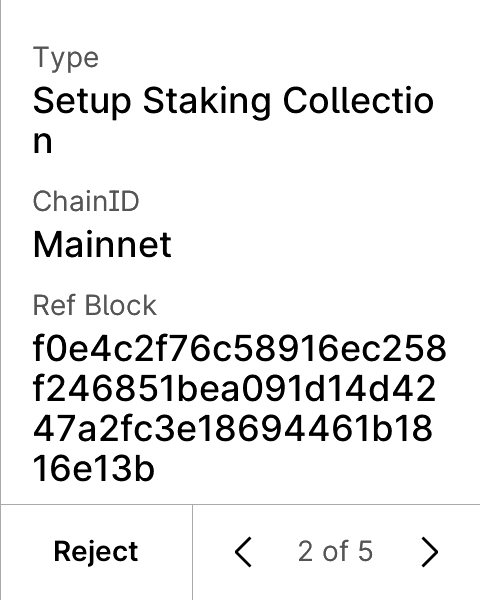 Type
Setup Staking Collectio
n
ChainID
Mainnet
Ref Block
f0e4c2f76c58916ec258
f246851bea091d14d42
47a2fc3e18694461b18
16e13b
Reject
2 of 5